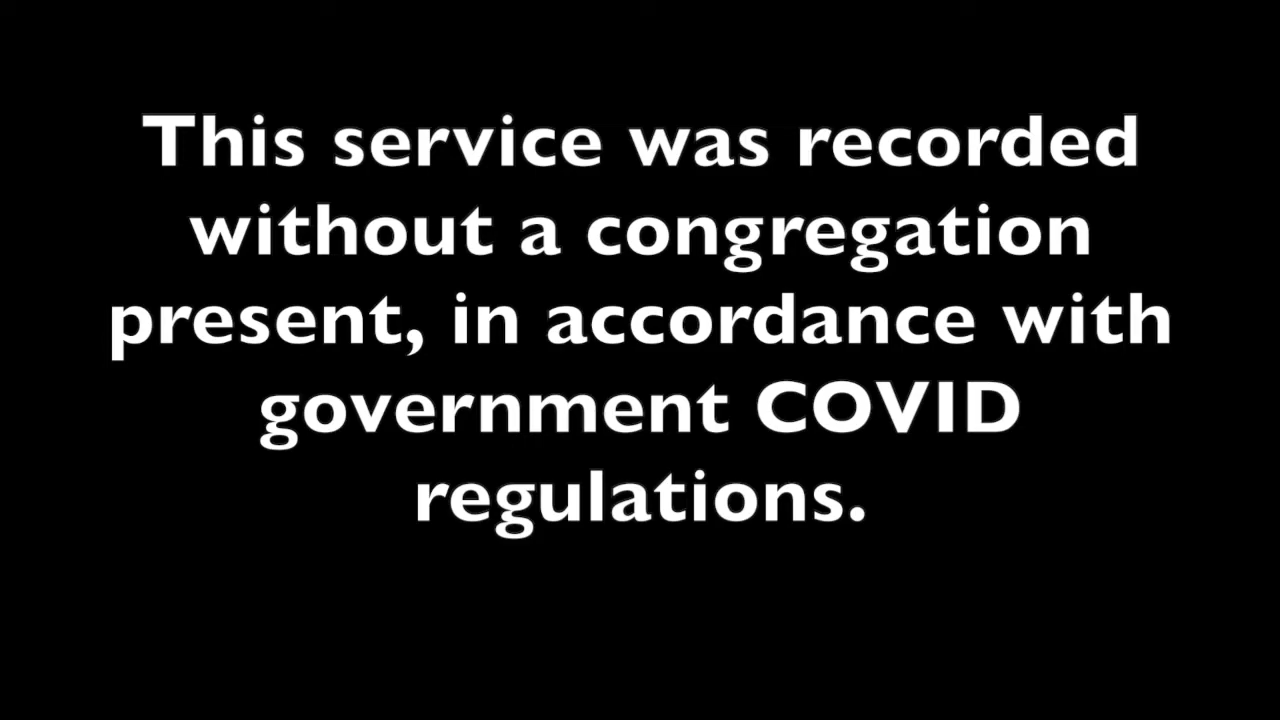 This service was recorded
without a congregation
present, in accordance with
government COVID
regulations.